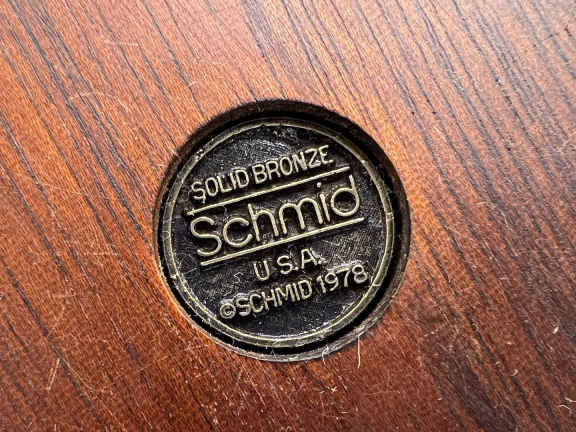 SOLID BRONZE
Schmid
U.S.A.
©SCHMID 1978